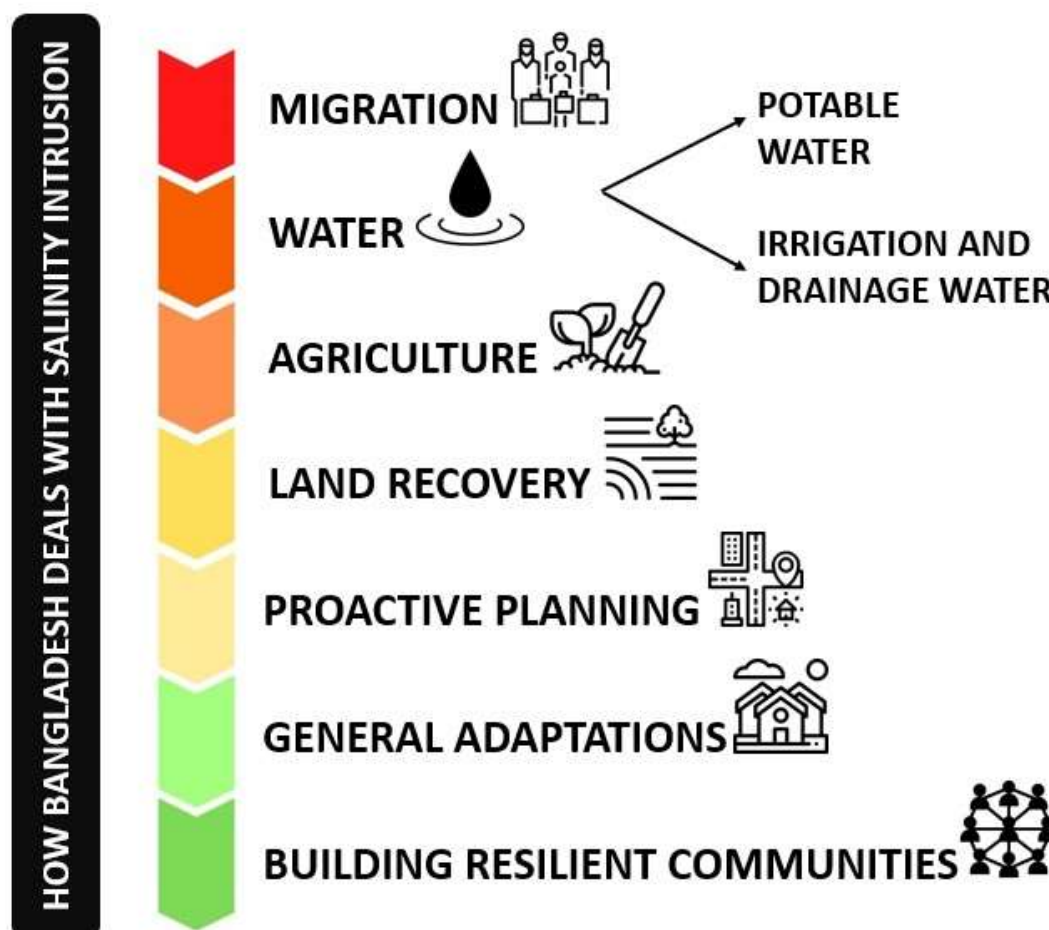 HOW BANGLADESH DEALS WITH SALINITY INTRUSION
MIGRATION
WATER
POTABLE
WATER
IRRIGATION AND
DRAINAGE WATER
AGRICULTURE
LAND RECOVERY
PROACTIVE PLANNING
GENERAL ADAPTATIONS
BUILDING RESILIENT COMMUNITIES